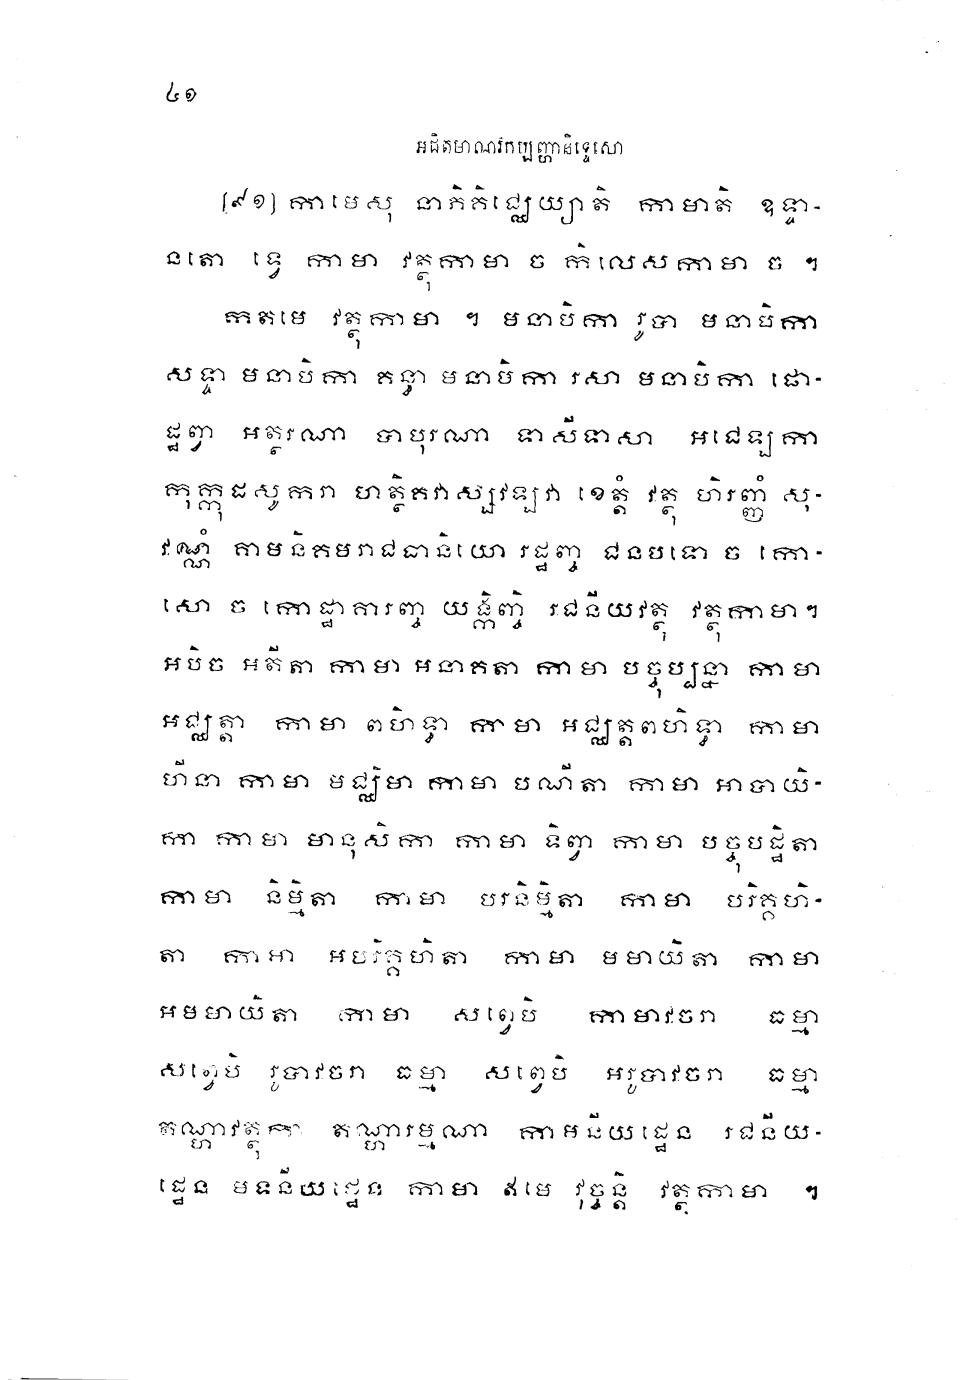 ៤១
អជិតមាណវកប្បញ្ហានិទ្ទេសោ
[៩១] កាមេសុ នាភិគិជ្ឈេយ្យាតិ កាមាតិ ឧទ្ទា-
នតោ ទ្វេ កាមា វត្ថុកាមា ច កិលេសកាមា ច ។
កតមេ វត្ថុកាមា ។ មនាបិកា រូបា មនាបិកា
សទ្ទា មនាបិកា គន្ធា មនាបិកា រសា មនាបិកា ផោ-
ដ្ឋព្វា អត្ថរណា បាបុរណា ទាសីទាសា អជេឡកា
កុក្កុដសូករា ហត្ថិគវាស្សវឡវា ខេត្តំ វត្ថុ ហិរញ្ញំ សុ-
វណ្ណំ គាមនិគមរាជធានិយោ រដ្ឋញ្ច ជនបទោ ច កោ-
សោ ច កោដ្ឋាគារញ្ច យង្កិញ្ចិ រជនីយវត្ថុ វត្ថុកាមា។
អបិច អតីតា កាមា អនាគតា កាមា បច្ចុប្បន្នា កាមា
អជ្ឈត្តា កាមា ពហិទ្ធា កាមា អជ្ឈត្តពហិទ្ធា កាមា
ហីនា កាមា មជ្ឈិមា កាមា បណីតា កាមា អាបាយិ-
កា កាមា មានុសិកា កាមា ទិព្វា កាមា បច្ចុបដ្ឋិតា
កាមា និម្មិតា កាមា បរនិម្មិតា កាមា បរិគ្គហិ-
តា កាមា អបរិគ្គហិតា កាមា មមាយិតា កាមា
អមមាយិតា កាមា សព្វេបិ កាមាវចរា ធម្មា
សព្វេបិ រូបាវចរា ធម្មា សព្វេបិ អរូបាវចរា ធម្មា
តណ្ហាវត្ថុកា តណ្ហារម្មណា កាមនីយដ្ឋេន រជនីយ-
ដ្ឋេន មទនីយដ្ឋេន កាមា ឥមេ វុច្ចន្តិ វត្ថុកាមា ។